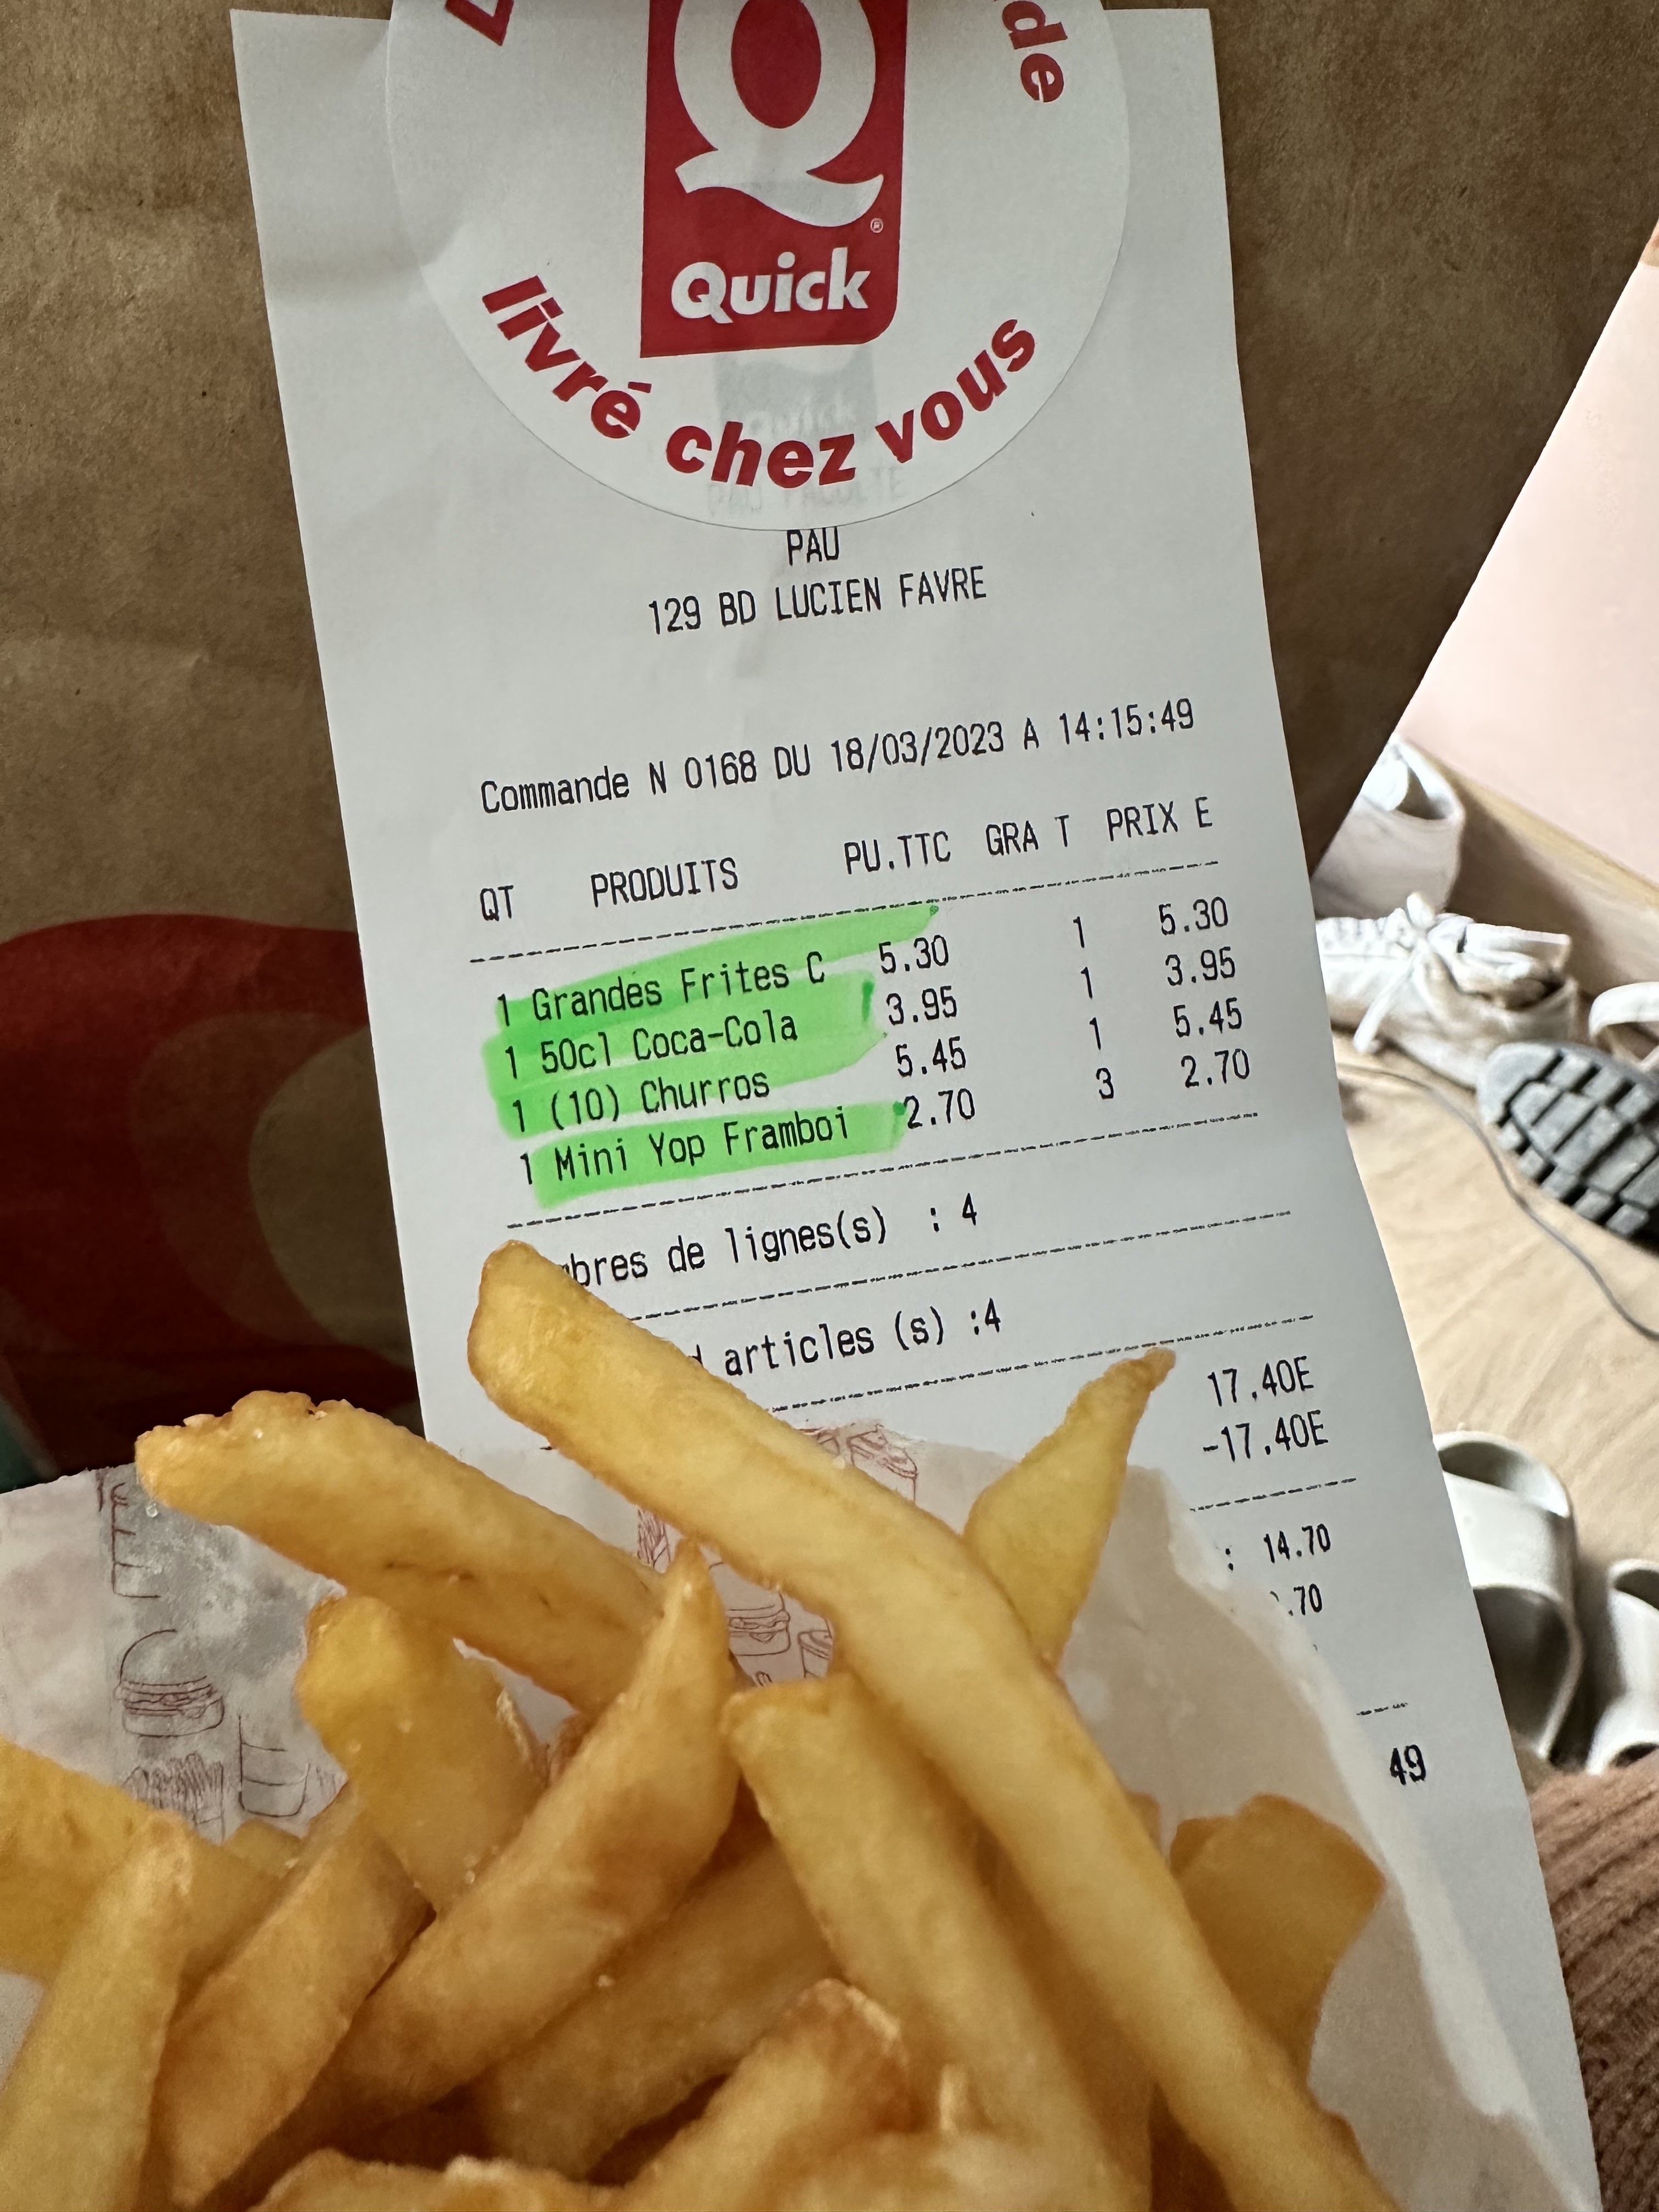 de
Quick
livré chez vous
PAU
129 BD LUCIEN FAVRE
Commande N 0168 DU 18/03/2023 A 14:15:49
QT PRODUITS PU.TTC GRA T PRIX E
1 Grandes Frites C 5.30 1 5.30
1 50cl Coca-Cola 3.95 1 3.95
1 (10) Churros 5.45 1 5.45
1 Mini Yop Framboi 2.70 3 2.70
bres de lignes(s) : 4
articles (s) :4
17.40E
-17.40E
: 14.70
.70
49